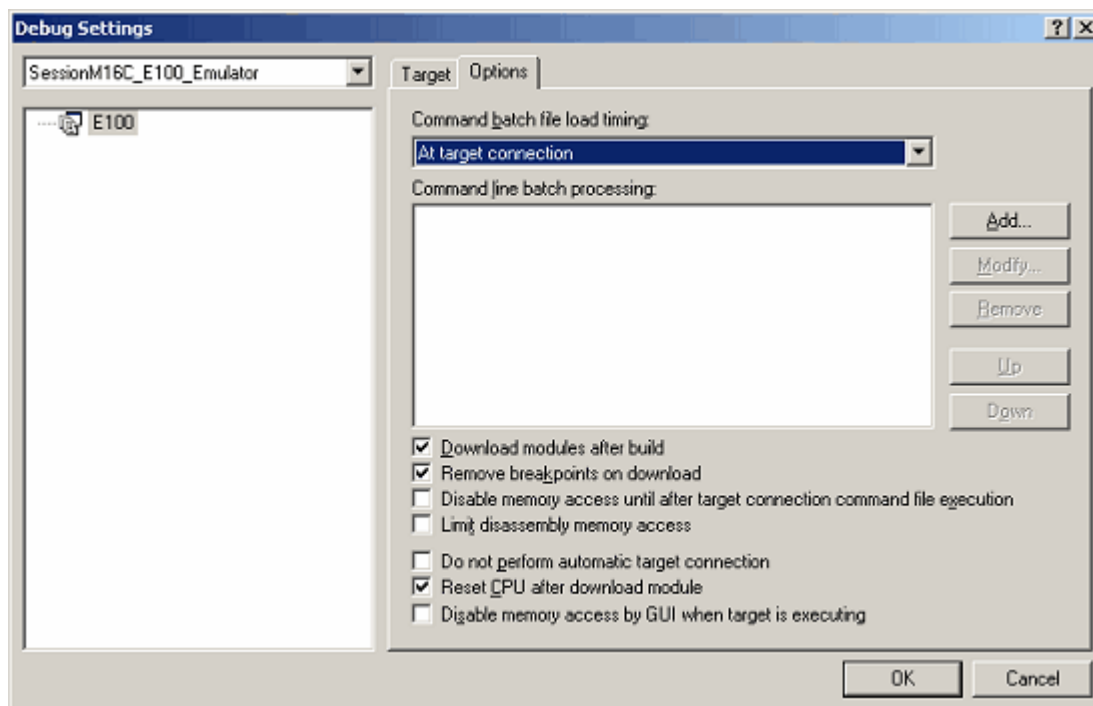 Debug Settings
SessionM16C_E100_Emulator
E100
Target
Options
Command batch file load timing:
At target connection
Command line batch processing:
Add...
Modify...
Remove
Up
Down
Download modules after build
Remove breakpoints on download
Disable memory access until after target connection command file execution
Limit disassembly memory access
Do not perform automatic target connection
Reset CPU after download module
Disable memory access by GUI when target is executing
OK
Cancel